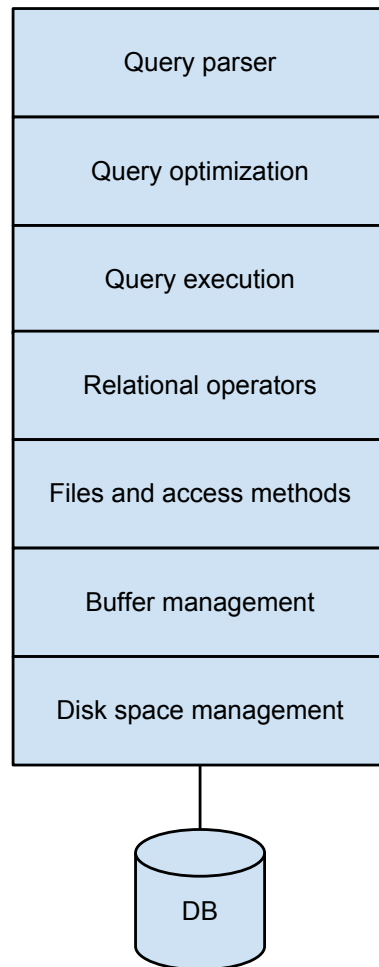 Query parser
Query optimization
Query execution
Relational operators
Files and access methods
Buffer management
Disk space management
DB